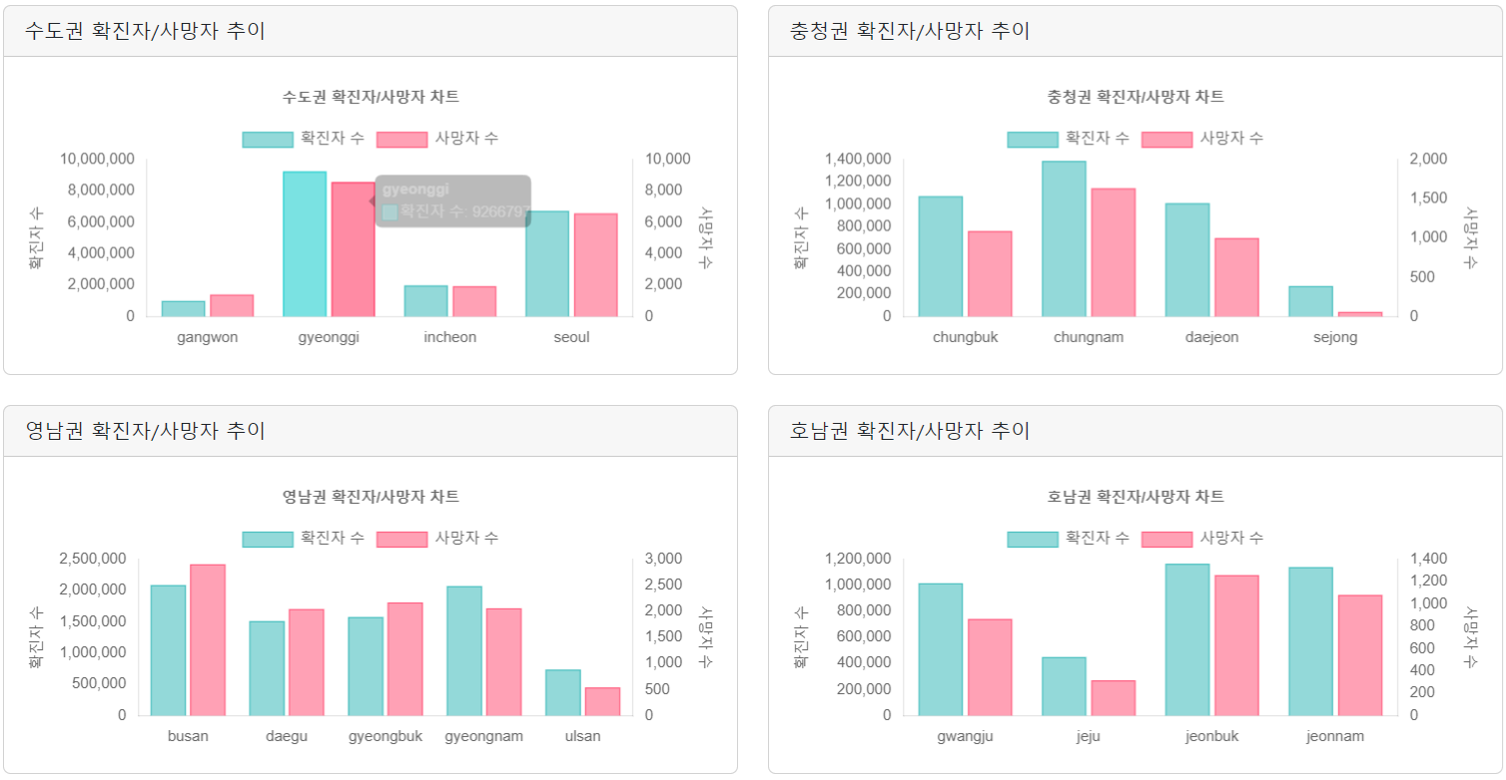 수도권 확진자/사망자 추이
수도권 확진자/사망자 차트
확진자 수 사망자 수
10,000,000
8,000,000
6,000,000
4,000,000
2,000,000
0
확진자 수
10,000
8,000
6,000
4,000
2,000
0
사망자 수
gyeonggi
확진자 수: 9266797
gangwon gyeonggi incheon seoul
충청권 확진자/사망자 추이
충청권 확진자/사망자 차트
확진자 수 사망자 수
1,400,000
1,200,000
1,000,000
800,000
600,000
400,000
200,000
0
확진자 수
2,000
1,500
1,000
500
0
사망자 수
chungbuk chungnam daejeon sejong
영남권 확진자/사망자 추이
영남권 확진자/사망자 차트
확진자 수 사망자 수
2,500,000
2,000,000
1,500,000
1,000,000
500,000
0
확진자 수
3,000
2,500
2,000
1,500
1,000
500
0
사망자 수
busan daegu gyeongbuk gyeongnam ulsan
호남권 확진자/사망자 추이
호남권 확진자/사망자 차트
확진자 수 사망자 수
1,200,000
1,000,000
800,000
600,000
400,000
200,000
0
확진자 수
1,400
1,200
1,000
800
600
400
200
0
사망자 수
gwangju jeju jeonbuk jeonnam